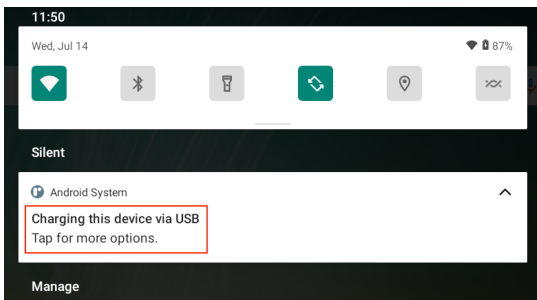 11:50
Wed, Jul 14 87%
Silent
Android System
Charging this device via USB
Tap for more options.
Manage